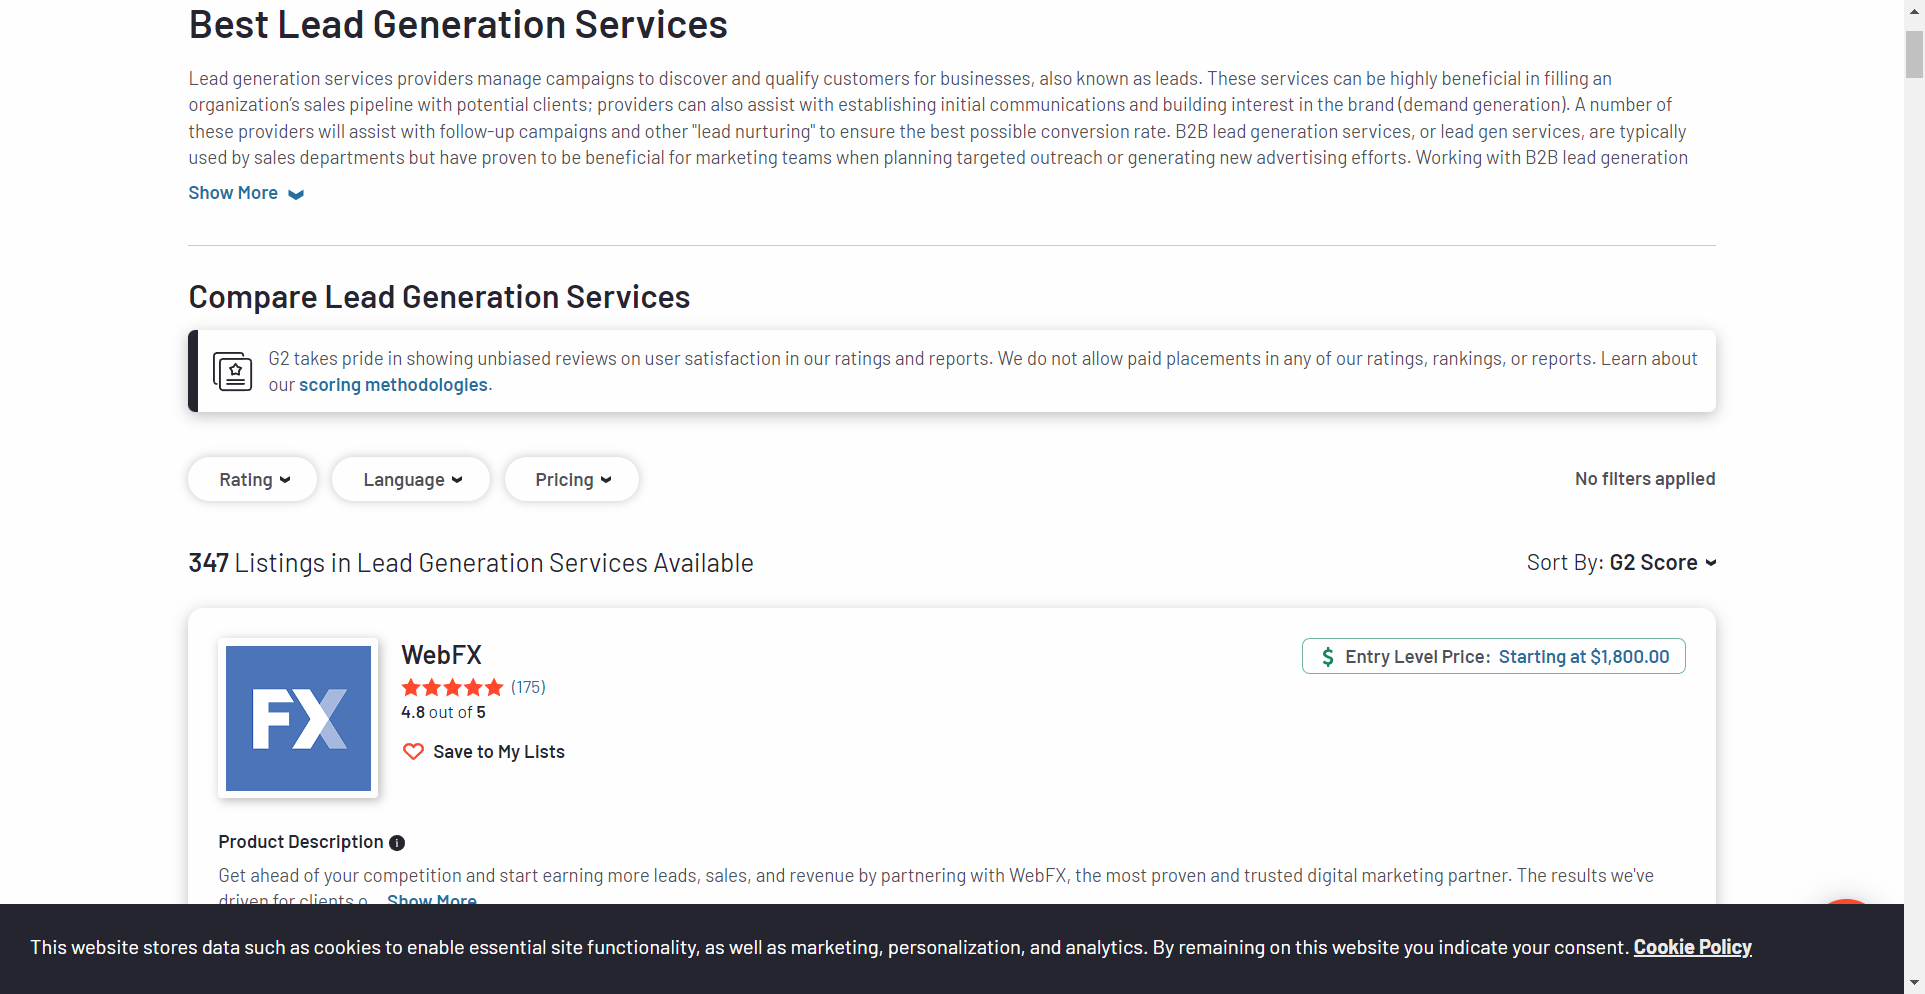 Best Lead Generation Services
Lead generation services providers manage campaigns to discover and qualify customers for businesses, also known as leads. These services can be highly beneficial in filling an
organization’s sales pipeline with potential clients; providers can also assist with establishing initial communications and building interest in the brand (demand generation). A number of
these providers will assist with follow-up campaigns and other "lead nurturing" to ensure the best possible conversion rate. B2B lead generation services, or lead gen services, are typically
used by sales departments but have proven to be beneficial for marketing teams when planning targeted outreach or generating new advertising efforts. Working with B2B lead generation
Show More
Compare Lead Generation Services
G2 takes pride in showing unbiased reviews on user satisfaction in our ratings and reports. We do not allow paid placements in any of our ratings, rankings, or reports. Learn about
our scoring methodologies.
Rating Language Pricing No filters applied
347 Listings in Lead Generation Services Available Sort By: G2 Score
FX
WebFX
$ Entry Level Price: Starting at $1,800.00
(175)
4.8 out of 5
Save to My Lists
Product Description
Get ahead of your competition and start earning more leads, sales, and revenue by partnering with WebFX, the most proven and trusted digital marketing partner. The results we've
driven for clients o... Show More
This website stores data such as cookies to enable essential site functionality, as well as marketing, personalization, and analytics. By remaining on this website you indicate your consent. Cookie Policy